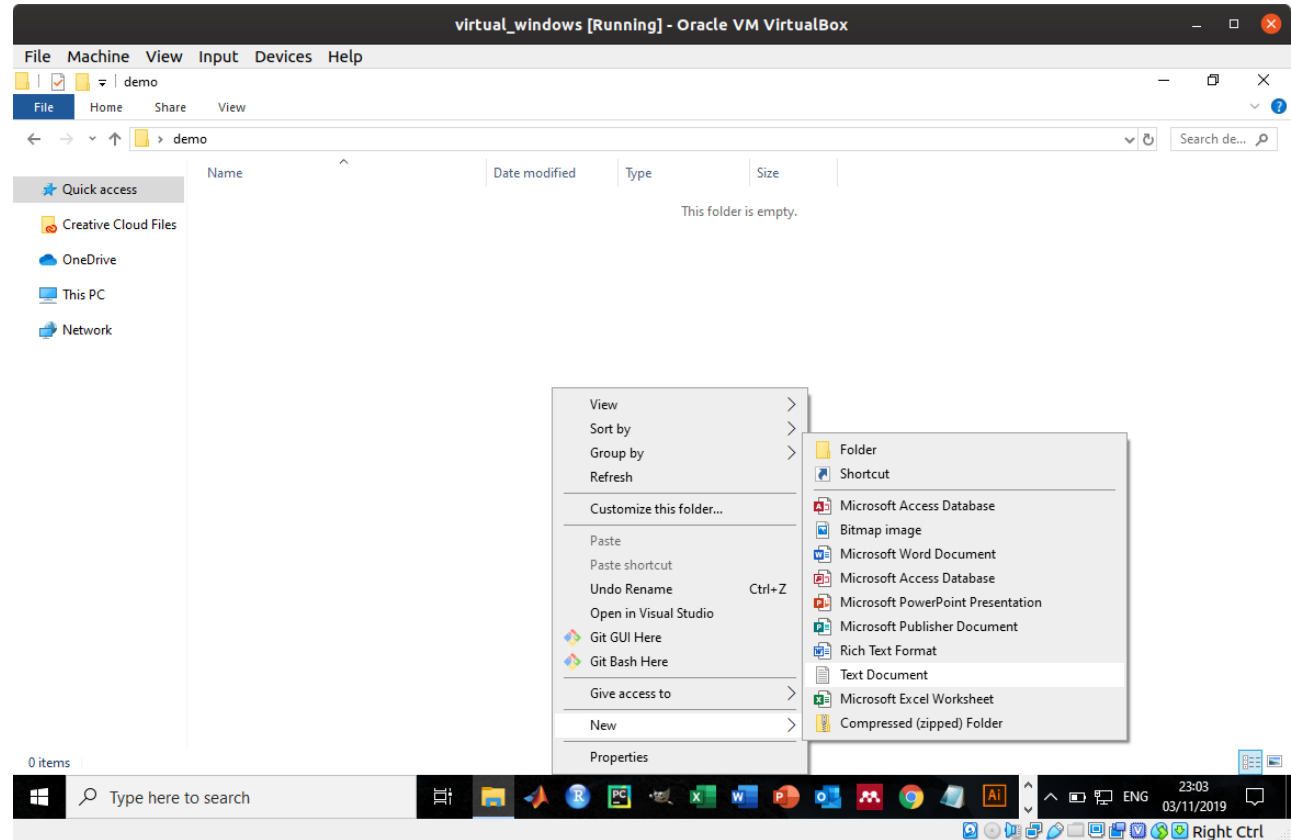 virtual_windows [Running] - Oracle VM VirtualBox
File Machine View Input Devices Help
demo
File Home Share View
demo
Search de...
Name Date modified Type Size
This folder is empty.
Quick access
Creative Cloud Files
OneDrive
This PC
Network
View
Sort by
Group by
Refresh
Customize this folder...
Paste
Paste shortcut
Undo Rename Ctrl+Z
Open in Visual Studio
Git GUI Here
Git Bash Here
Give access to
New
Properties
Folder
Shortcut
Microsoft Access Database
Bitmap image
Microsoft Word Document
Microsoft Access Database
Microsoft PowerPoint Presentation
Microsoft Publisher Document
Rich Text Format
Text Document
Microsoft Excel Worksheet
Compressed (zipped) Folder
0 items
Type here to search
ENG
23:03
03/11/2019
Right Ctrl